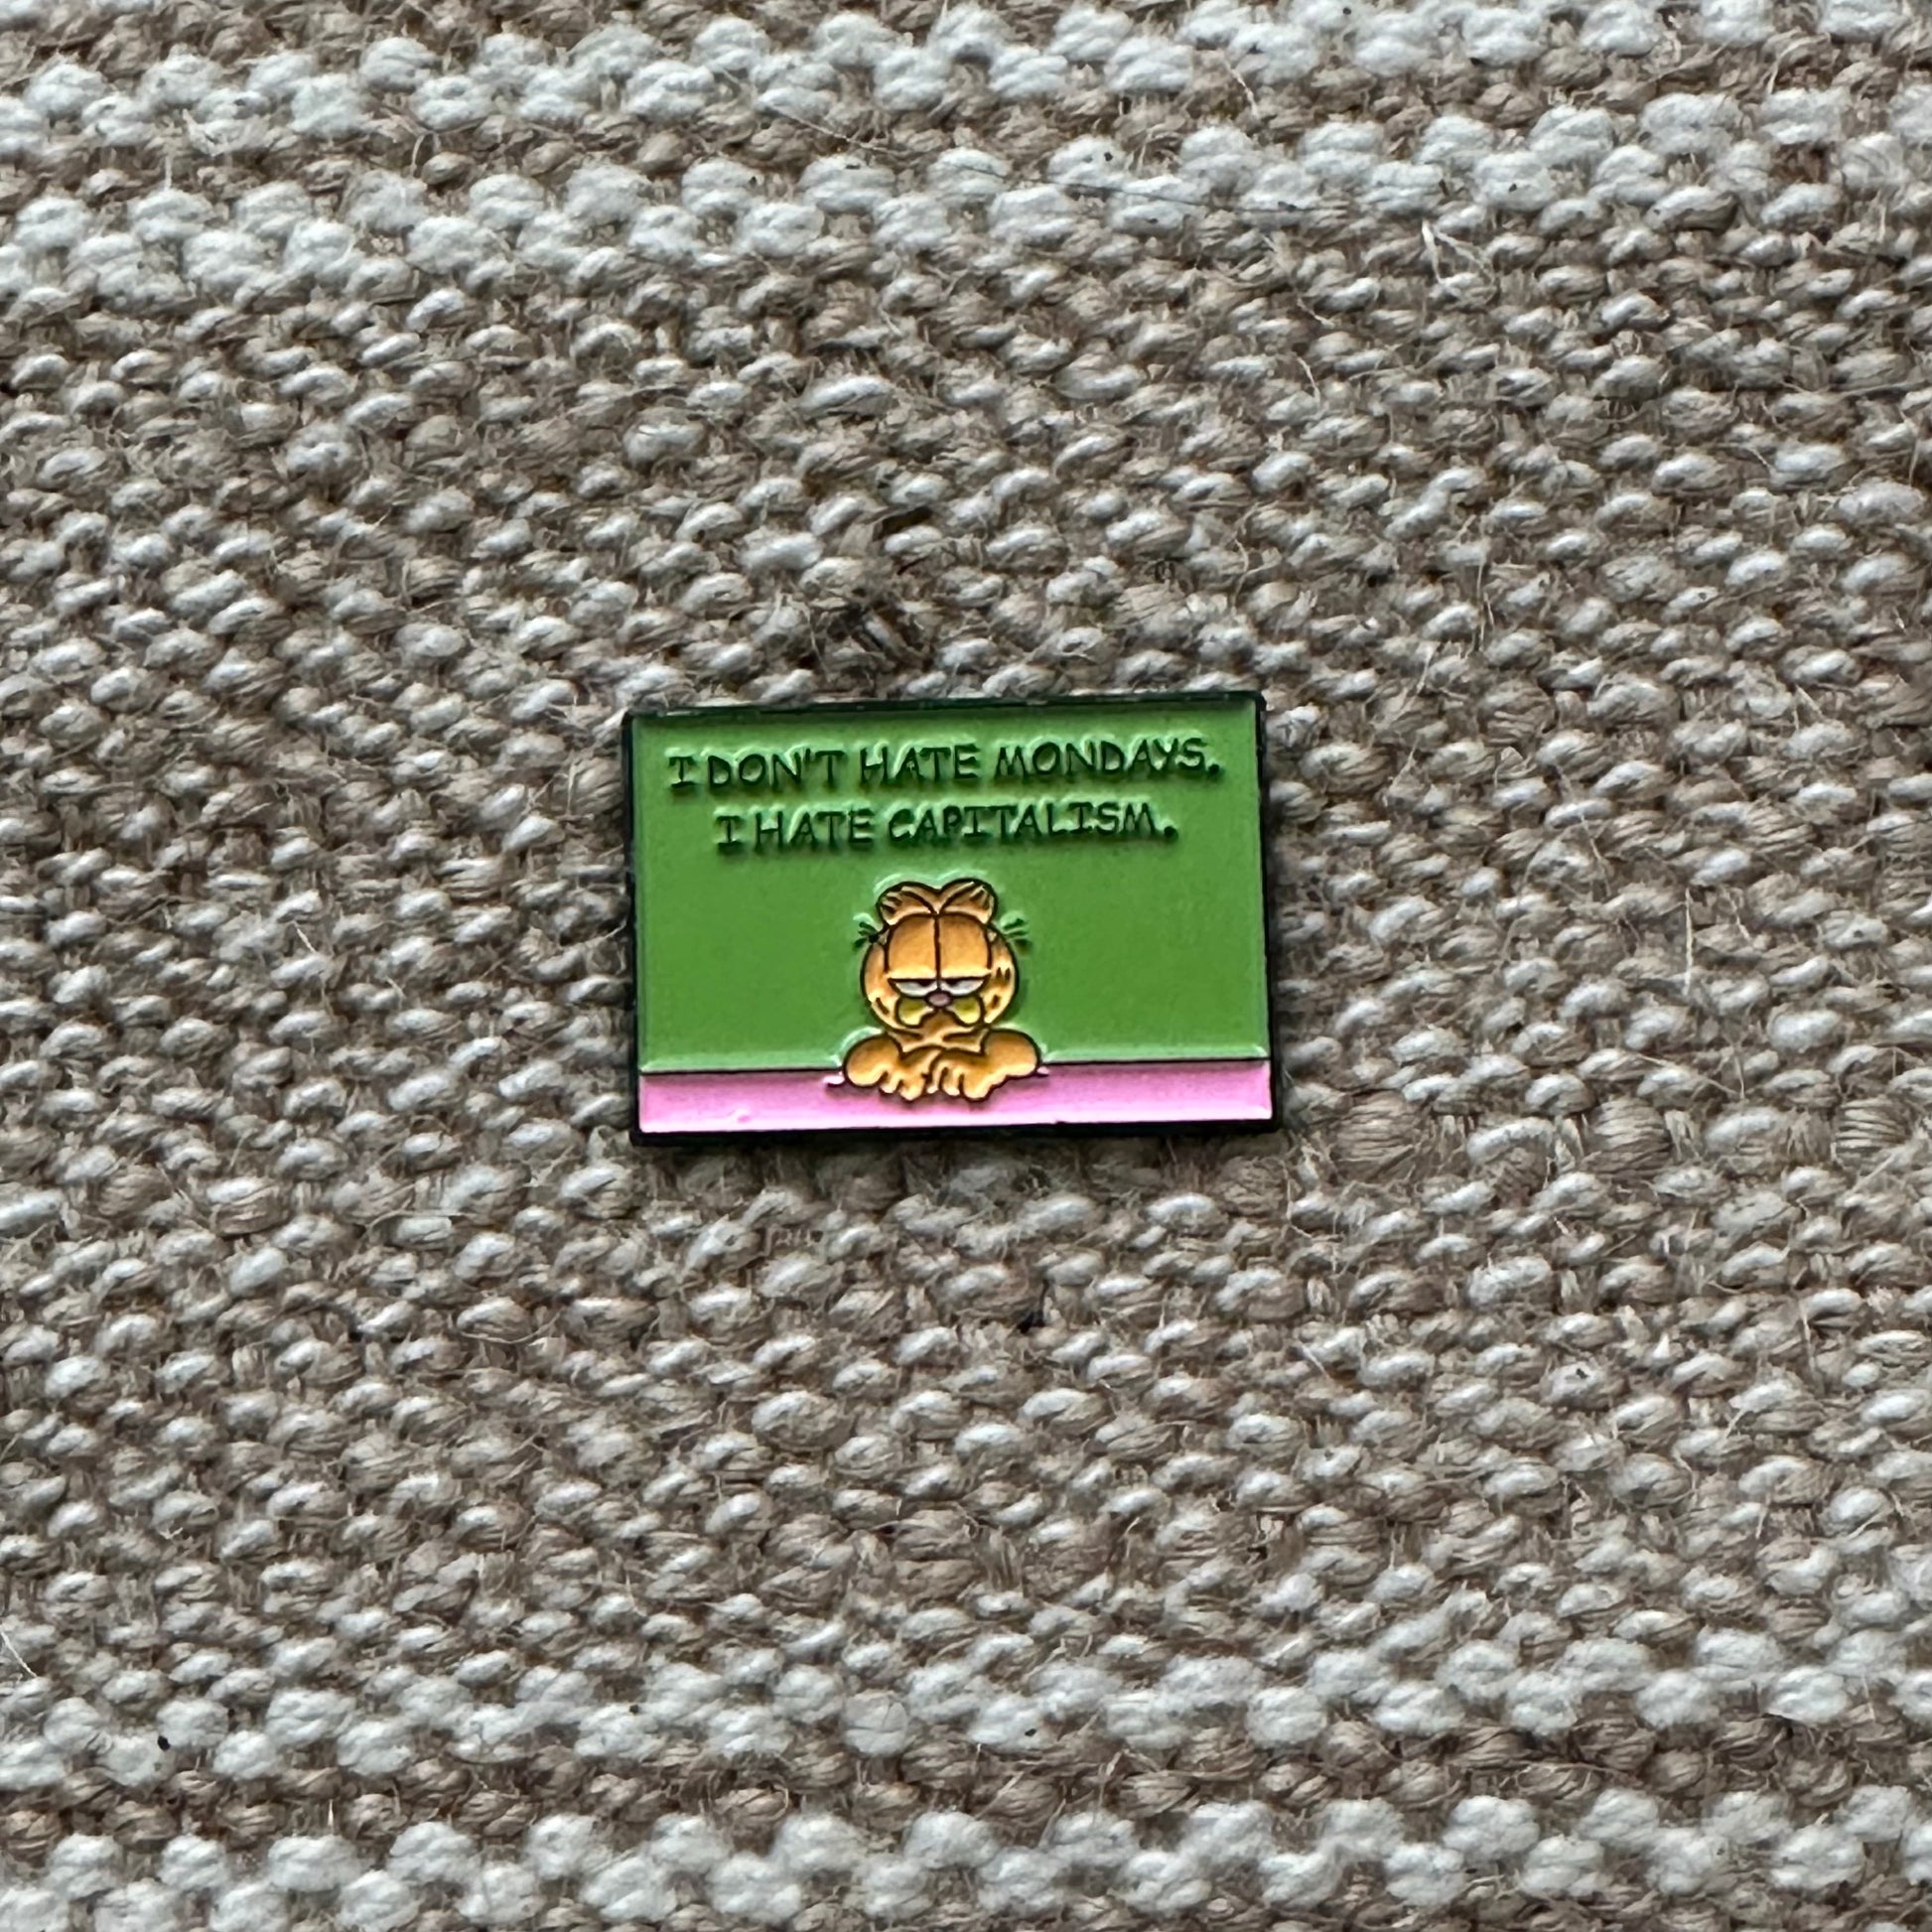 I DON'T HATE MONDAYS.
I HATE CAPITALISM.